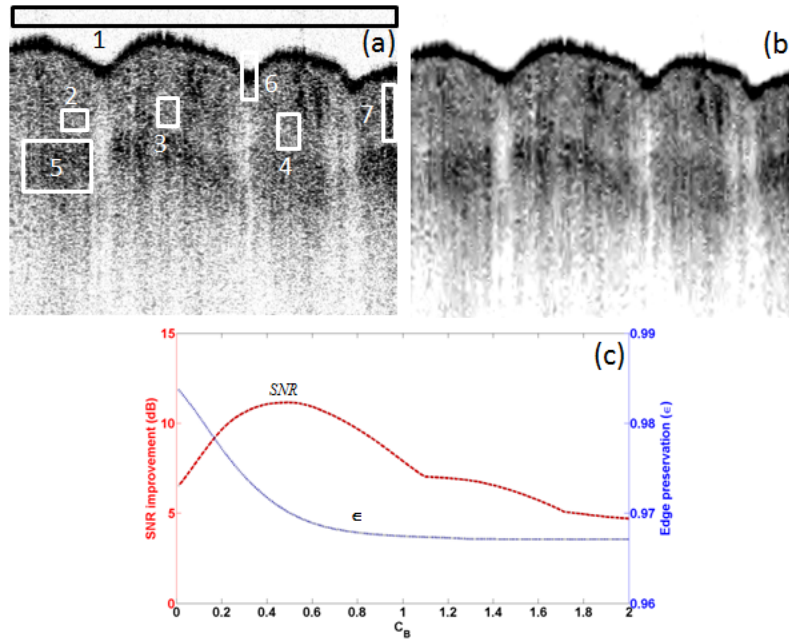 1
(a)
(b)
2
3
4
5
6
7
(c)
15
10
5
0
SNR improvement (dB)
SNR
ϵ
0.99
0.98
0.97
0.96
Edge preservation (ϵ)
0 0.2 0.4 0.6 0.8 1 1.2 1.4 1.6 1.8 2
C_B